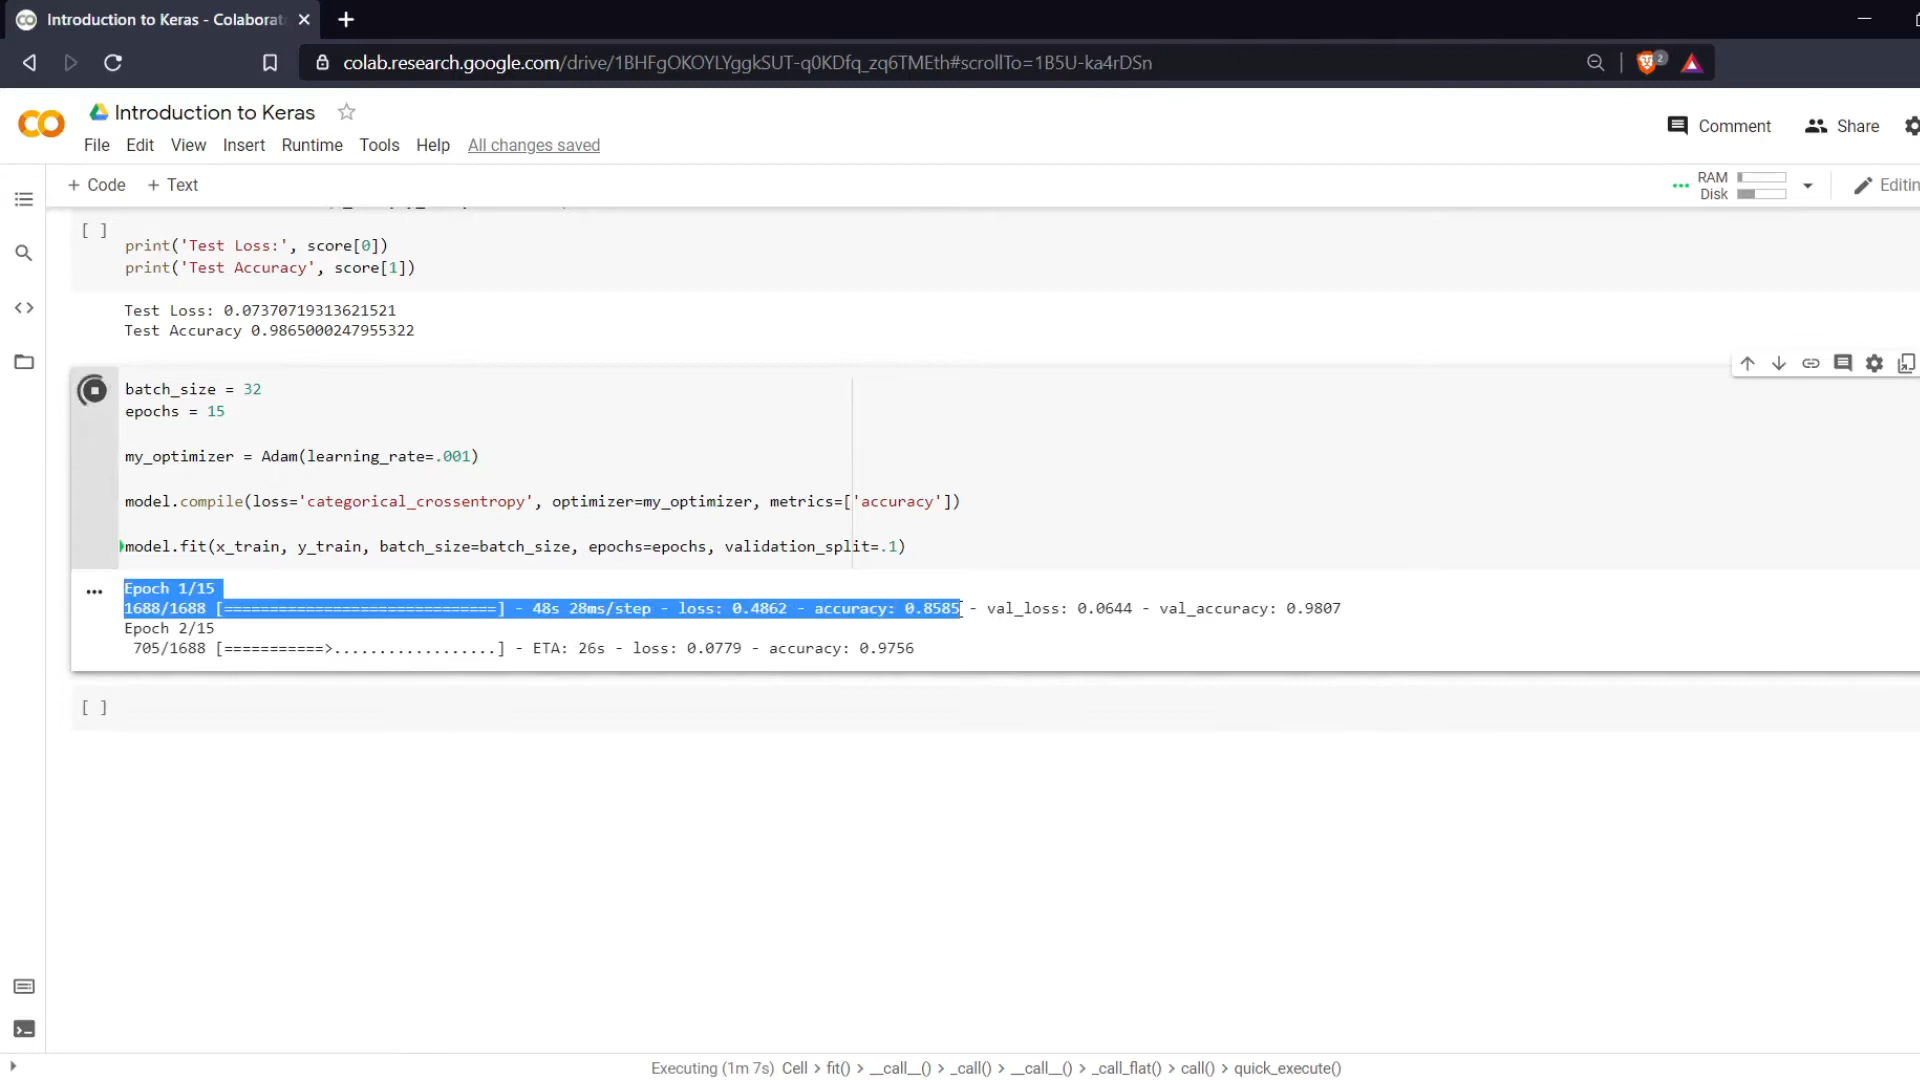 Introduction to Keras - Colaborat
colab.research.google.com/drive/1BHFgOKOYLYggkSUT-q0KDfq_zq6TMEth#scrollTo=1B5U-ka4rDSn
2
Introduction to Keras
File Edit View Insert Runtime Tools Help All changes saved
Comment Share
+ Code + Text
RAM
Disk
Editin
[ ]
print('Test Loss:', score[0])
print('Test Accuracy', score[1])
Test Loss: 0.07370719313621521
Test Accuracy 0.9865000247955322
batch_size = 32
epochs = 15
my_optimizer = Adam(learning_rate=.001)
model.compile(loss='categorical_crossentropy', optimizer=my_optimizer, metrics=['accuracy'])
model.fit(x_train, y_train, batch_size=batch_size, epochs=epochs, validation_split=.1)
Epoch 1/15
1688/1688 [==============================] - 48s 28ms/step - loss: 0.4862 - accuracy: 0.8585 - val_loss: 0.0644 - val_accuracy: 0.9807
Epoch 2/15
705/1688 [===========>..................] - ETA: 26s - loss: 0.0779 - accuracy: 0.9756
[ ]
Executing (1m 7s) Cell > fit() > __call__() > _call() > __call__() > _call_flat() > call() > quick_execute()